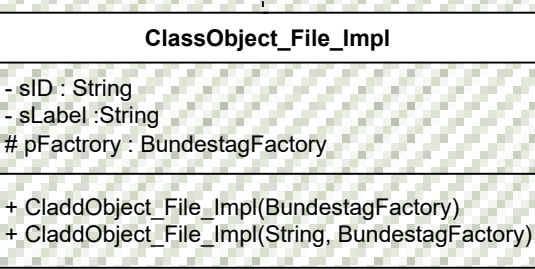 ClassObject_File_Impl
- sID : String
- sLabel :String
# pFactrory : BundestagFactory
+ CladdObject_File_Impl(BundestagFactory)
+ CladdObject_File_Impl(String, BundestagFactory)